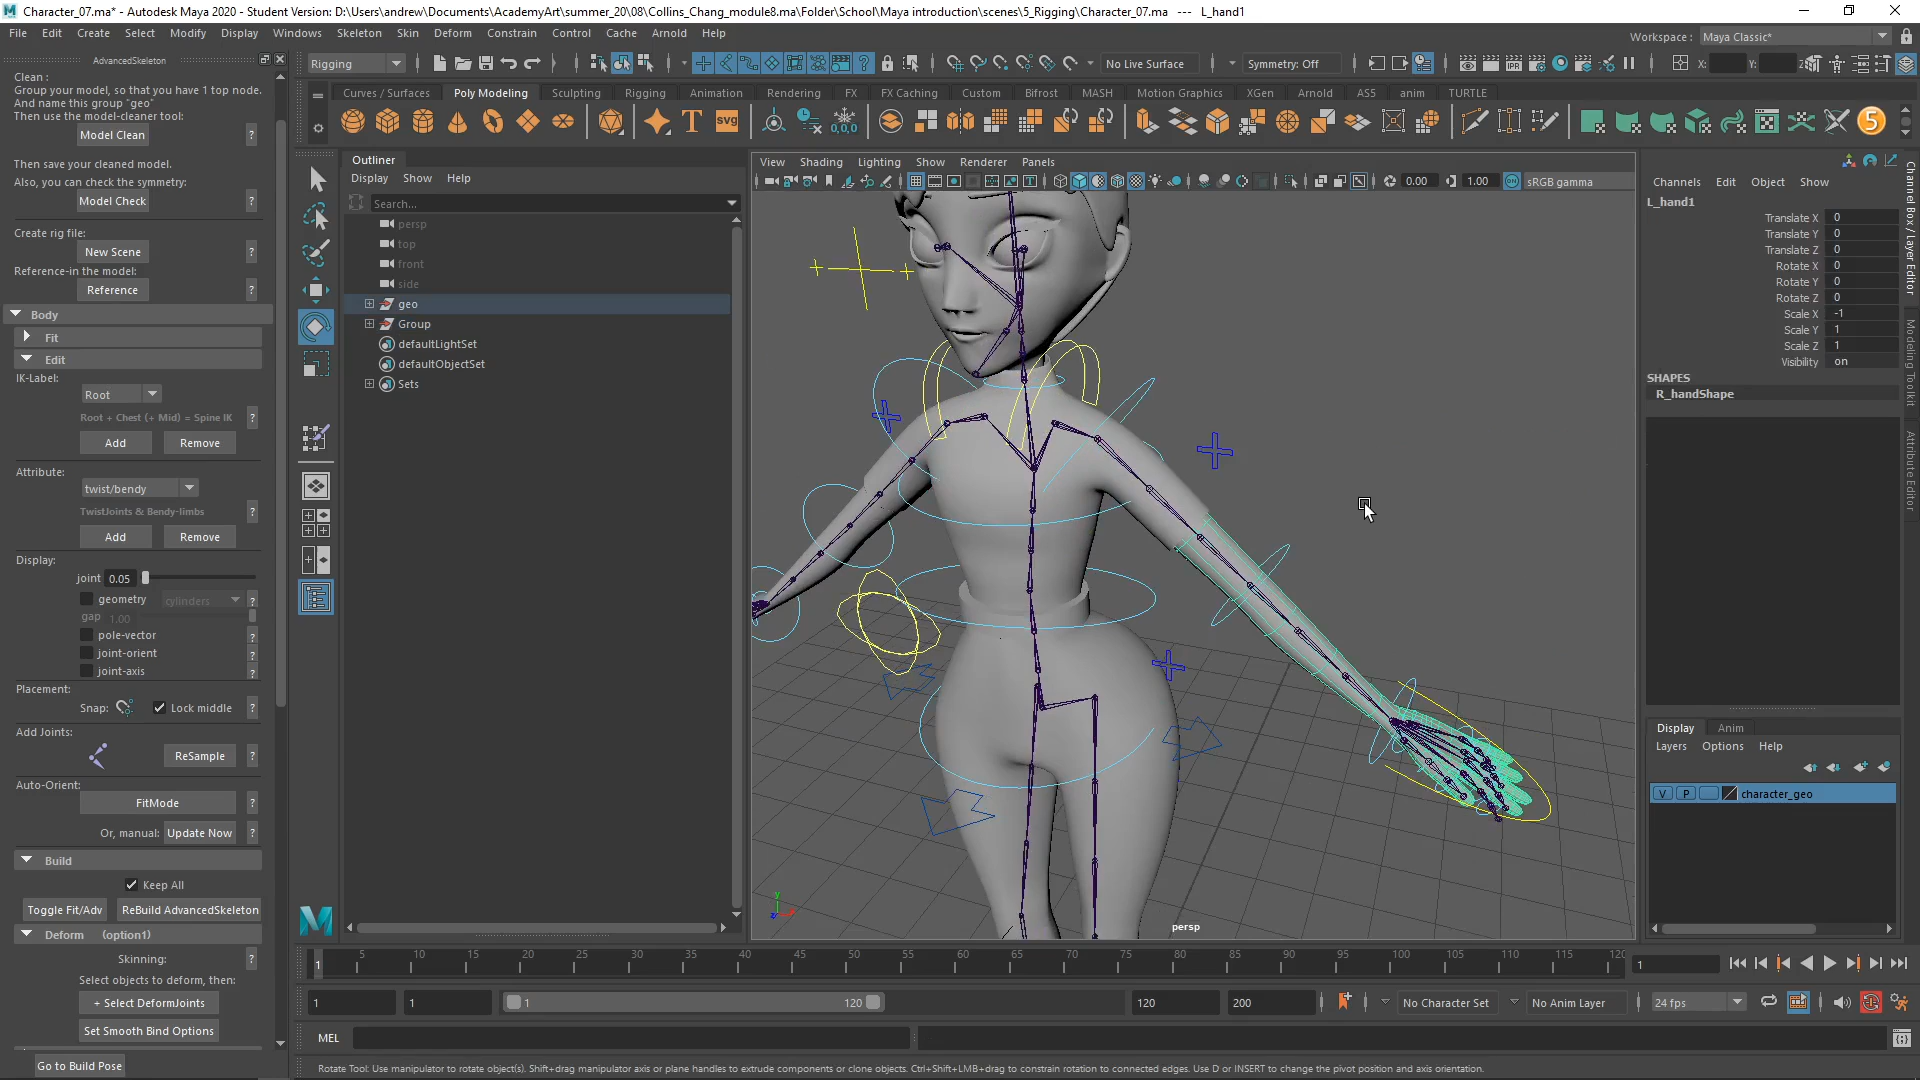 Character_07.ma* - Autodesk Maya 2020 - Student Version: D:\Users\andrew\Documents\AcademyArt\summer_20\08\Collins_Chang_module8.ma\Folder\School\Maya introduction\scenes\5_Rigging\Character_07.ma --- L_hand1
File Edit Create Select Modify Display Windows Skeleton Skin Deform Constrain Control Cache Arnold Help
Workspace : Maya Classic*
AdvancedSkeleton
Rigging
No Live Surface
Symmetry: Off
X: Y: Z:
Curves / Surfaces Poly Modeling Sculpting Rigging Animation Rendering FX FX Caching Custom Bifrost MASH Motion Graphics XGen Arnold AS5 anim TURTLE
T svg 0,0,0 IPR 5
Clean :
Group your model, so that you have 1 top node.
And name this group "geo"
Then use the model-cleaner tool:
Model Clean ?
Then save your cleaned model.
Also, you can check the symmetry:
Model Check ?
Create rig file:
New Scene ?
Reference-in the model:
Reference ?
Body
Fit
Edit
IK-Label:
Root
Root + Chest (+ Mid) = Spine IK ?
Add Remove
Attribute:
twist/bendy
TwistJoints & Bendy-limbs ?
Add Remove
Display:
joint 0.05
geometry cylinders ?
gap 1.00
pole-vector ?
joint-orient ?
joint-axis ?
Placement:
Snap: Lock middle ?
Add Joints:
ReSample ?
Auto-Orient:
FitMode ?
Or, manual: Update Now ?
Build
Keep All
Toggle Fit/Adv ReBuild AdvancedSkeleton
Deform (option1)
Skinning: ?
Select objects to deform, then:
+ Select DeformJoints
Set Smooth Bind Options
Go to Build Pose
Outliner
Display Show Help
Search...
persp
top
front
side
geo
Group
defaultLightSet
defaultObjectSet
Sets
View Shading Lighting Show Renderer Panels
0.00 1.00 ON sRGB gamma
persp
Channels Edit Object Show
L_hand1
Translate X 0
Translate Y 0
Translate Z 0
Rotate X 0
Rotate Y 0
Rotate Z 0
Scale X -1
Scale Y 1
Scale Z 1
Visibility on
SHAPES
R_handShape
Channel Box / Layer Editor
Modeling Toolkit
Attribute Editor
Display Anim
Layers Options Help
V P character_geo
5 10 15 20 25 30 35 40 45 50 55 60 65 70 75 80 85 90 95 100 105 110 115 120
1 1
1 1 1 120 120 200 No Character Set No Anim Layer 24 fps
MEL
Rotate Tool: Use manipulator to rotate object(s). Shift+drag manipulator axis or plane handles to extrude components or clone objects. Ctrl+Shift+LMB+drag to constrain rotation to connected edges. Use D or INSERT to change the pivot position and axis orientation.